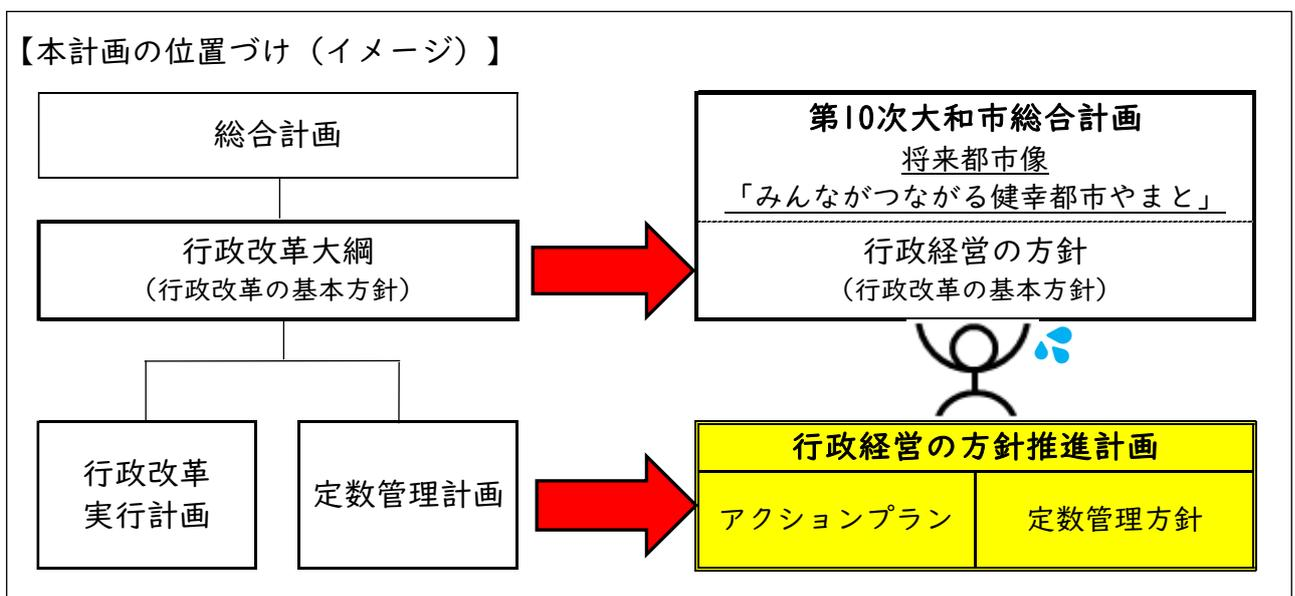 【本計画の位置づけ（イメージ）】
総合計画
行政改革大綱
（行政改革の基本方針）
行政改革
実行計画
定数管理計画
第10次大和市総合計画
将来都市像
「みんながつながる健幸都市やまと」
行政経営の方針
（行政改革の基本方針）
行政経営の方針推進計画
アクションプラン
定数管理方針